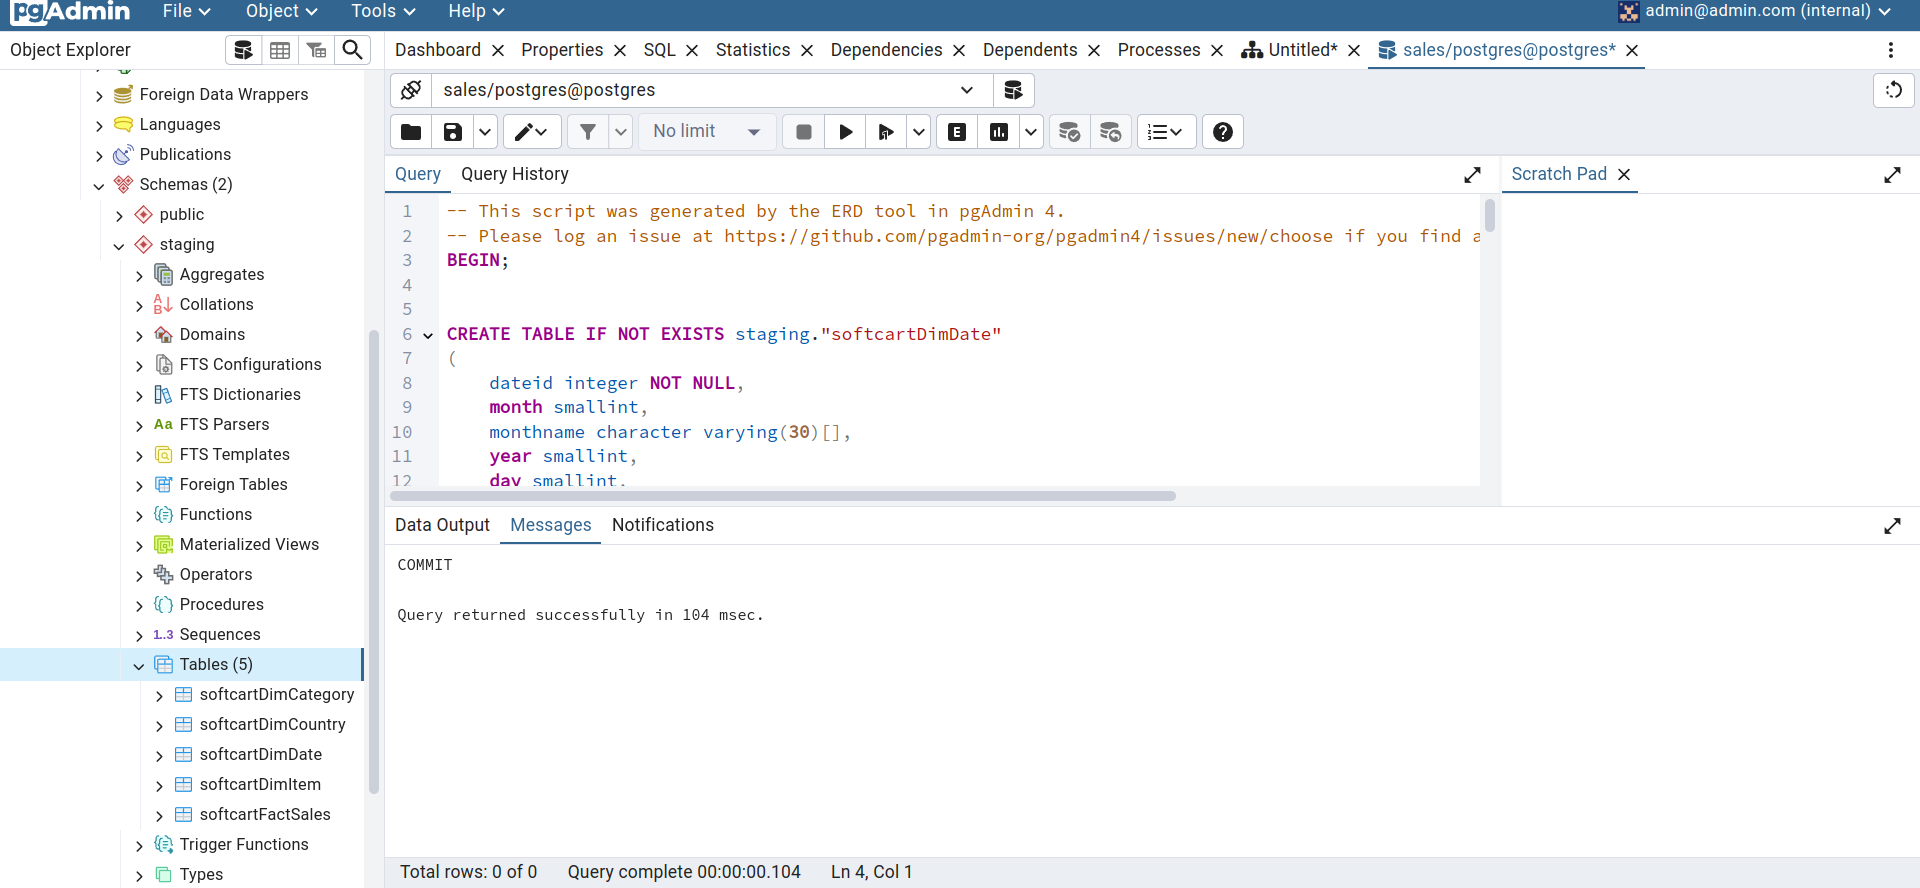 pgAdmin
File
Object
Tools
Help
admin@admin.com (internal)
Object Explorer
Dashboard
Properties
SQL
Statistics
Dependencies
Dependents
Processes
Untitled*
sales/postgres@postgres*
Foreign Data Wrappers
Languages
Publications
Schemas (2)
public
staging
Aggregates
A
B
Collations
Domains
FTS Configurations
FTS Dictionaries
Aa FTS Parsers
FTS Templates
Foreign Tables
Functions
Materialized Views
Operators
Procedures
1..3 Sequences
Tables (5)
softcartDimCategory
softcartDimCountry
softcartDimDate
softcartDimItem
softcartFactSales
Trigger Functions
Types
sales/postgres@postgres
No limit
E
Query
Query History
Scratch Pad
1 -- This script was generated by the ERD tool in pgAdmin 4.
2 -- Please log an issue at https://github.com/pgadmin-org/pgadmin4/issues/new/choose if you find a
3 BEGIN;
4
5
6 CREATE TABLE IF NOT EXISTS staging."softcartDimDate"
7 (
8 dateid integer NOT NULL,
9 month smallint,
10 monthname character varying(30)[],
11 year smallint,
12 day smallint,
Data Output
Messages
Notifications
COMMIT
Query returned successfully in 104 msec.
Total rows: 0 of 0
Query complete 00:00:00.104
Ln 4, Col 1